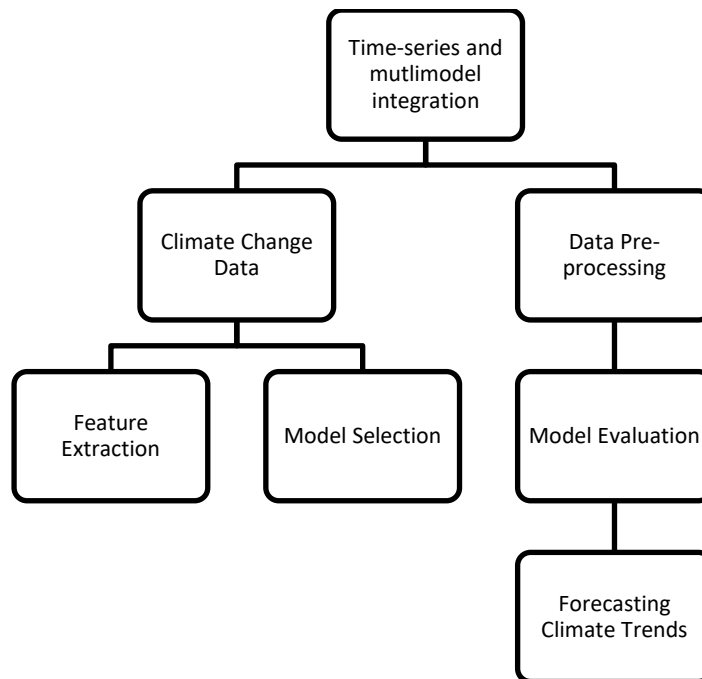 Time-series and
mutlimodel
integration
Climate Change
Data
Data Pre-
processing
Feature
Extraction
Model Selection
Model Evaluation
Forecasting
Climate Trends